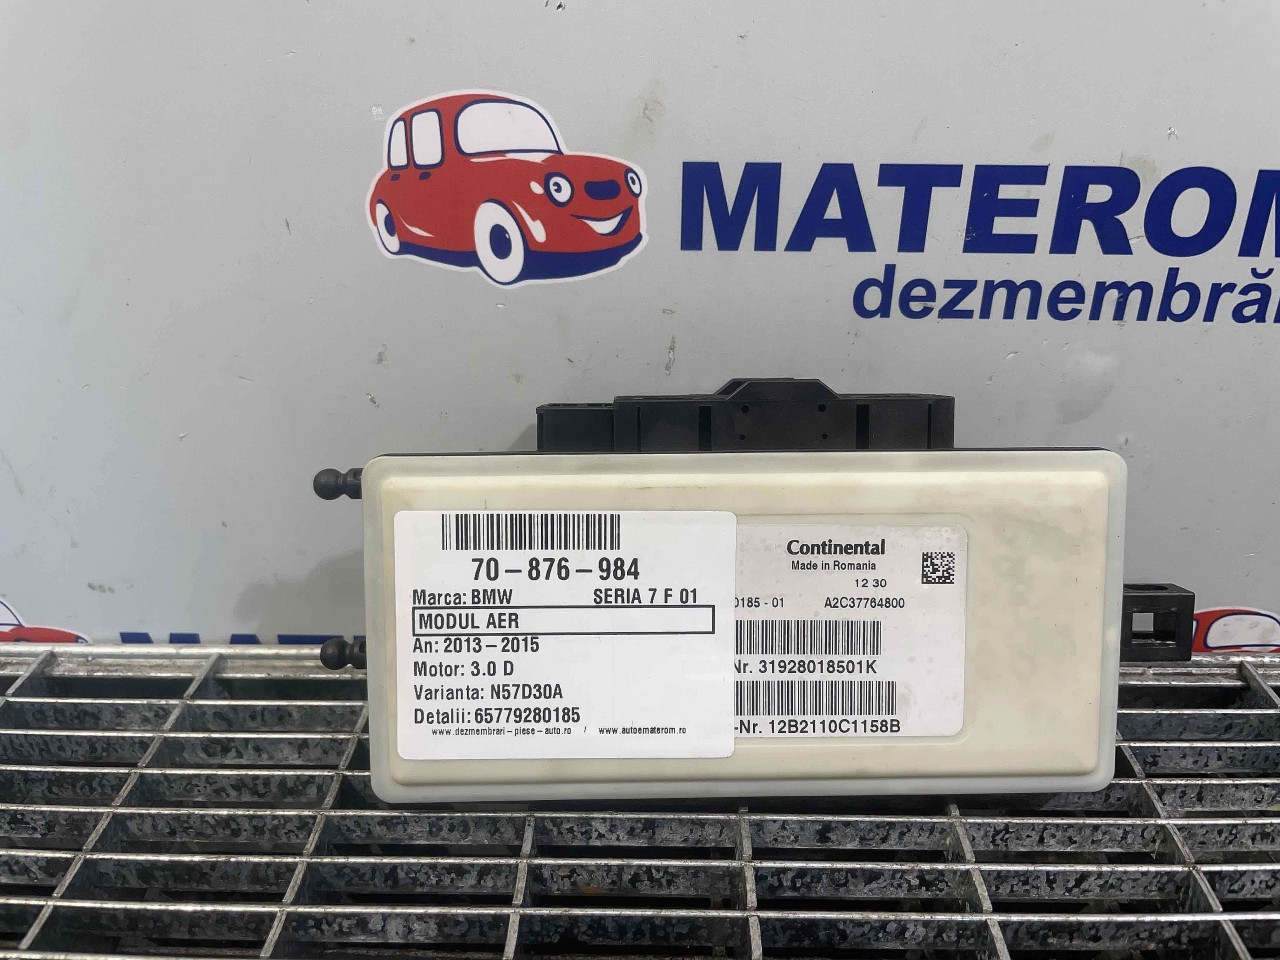 MATEROM
dezmembrăr
70-876-984
Marca: BMW SERIA 7 F 01
MODUL AER
An: 2013-2015
Motor: 3.0 D
Varianta: N57D30A
Detalii: 65779280185
www.dezmembrari-piese-auto.ro / www.autoematerom.ro
Continental
Made in Romania
12 30
0185-01 A2C37764800
Nr. 31928018501K
-Nr. 12B2110C1158B